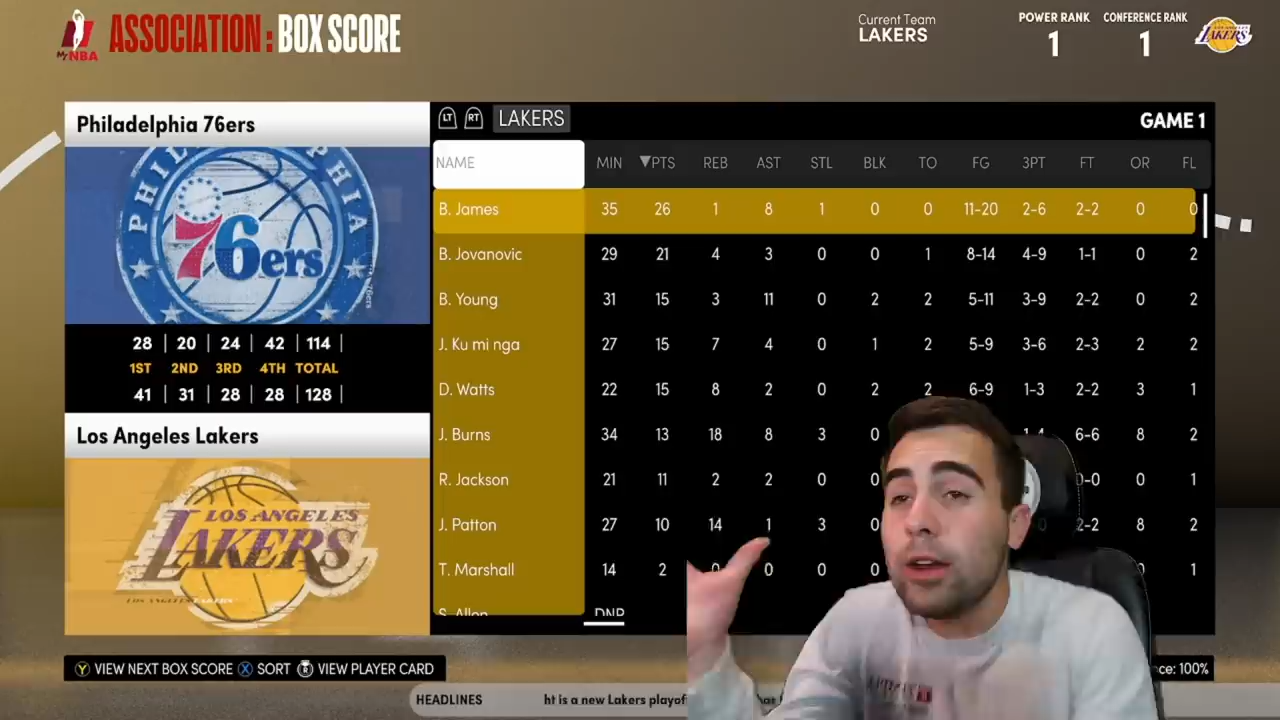 MyNBA
ASSOCIATION : BOX SCORE
Current Team
LAKERS
POWER RANK
1
CONFERENCE RANK
1
LAKERS
Philadelphia 76ers
PHILADELPHIA
76ers
28 | 20 | 24 | 42 | 114 |
1ST 2ND 3RD 4TH TOTAL
41 | 31 | 28 | 28 | 128 |
Los Angeles Lakers
LOS ANGELES
LAKERS
LT RT LAKERS
GAME 1
NAME MIN ▼PTS REB AST STL BLK TO FG 3PT FT OR FL
B. James 35 26 1 8 1 0 0 11-20 2-6 2-2 0 0
B. Jovanovic 29 21 4 3 0 0 1 8-14 4-9 1-1 0 2
B. Young 31 15 3 11 0 2 2 5-11 3-9 2-2 0 2
J. Ku mi nga 27 15 7 4 0 1 2 5-9 3-6 2-3 2 2
D. Watts 22 15 8 2 0 2 2 6-9 1-3 2-2 3 1
J. Burns 34 13 18 8 3 0 1-4 6-6 8 2
R. Jackson 21 11 2 2 0 0 0-0 0 1
J. Patton 27 10 14 1 3 0 2-2 8 2
T. Marshall 14 2 0 0 0 0 1
S. Allen DNP
Y VIEW NEXT BOX SCORE X SORT R VIEW PLAYER CARD
ce: 100%
HEADLINES
ht is a new Lakers playof